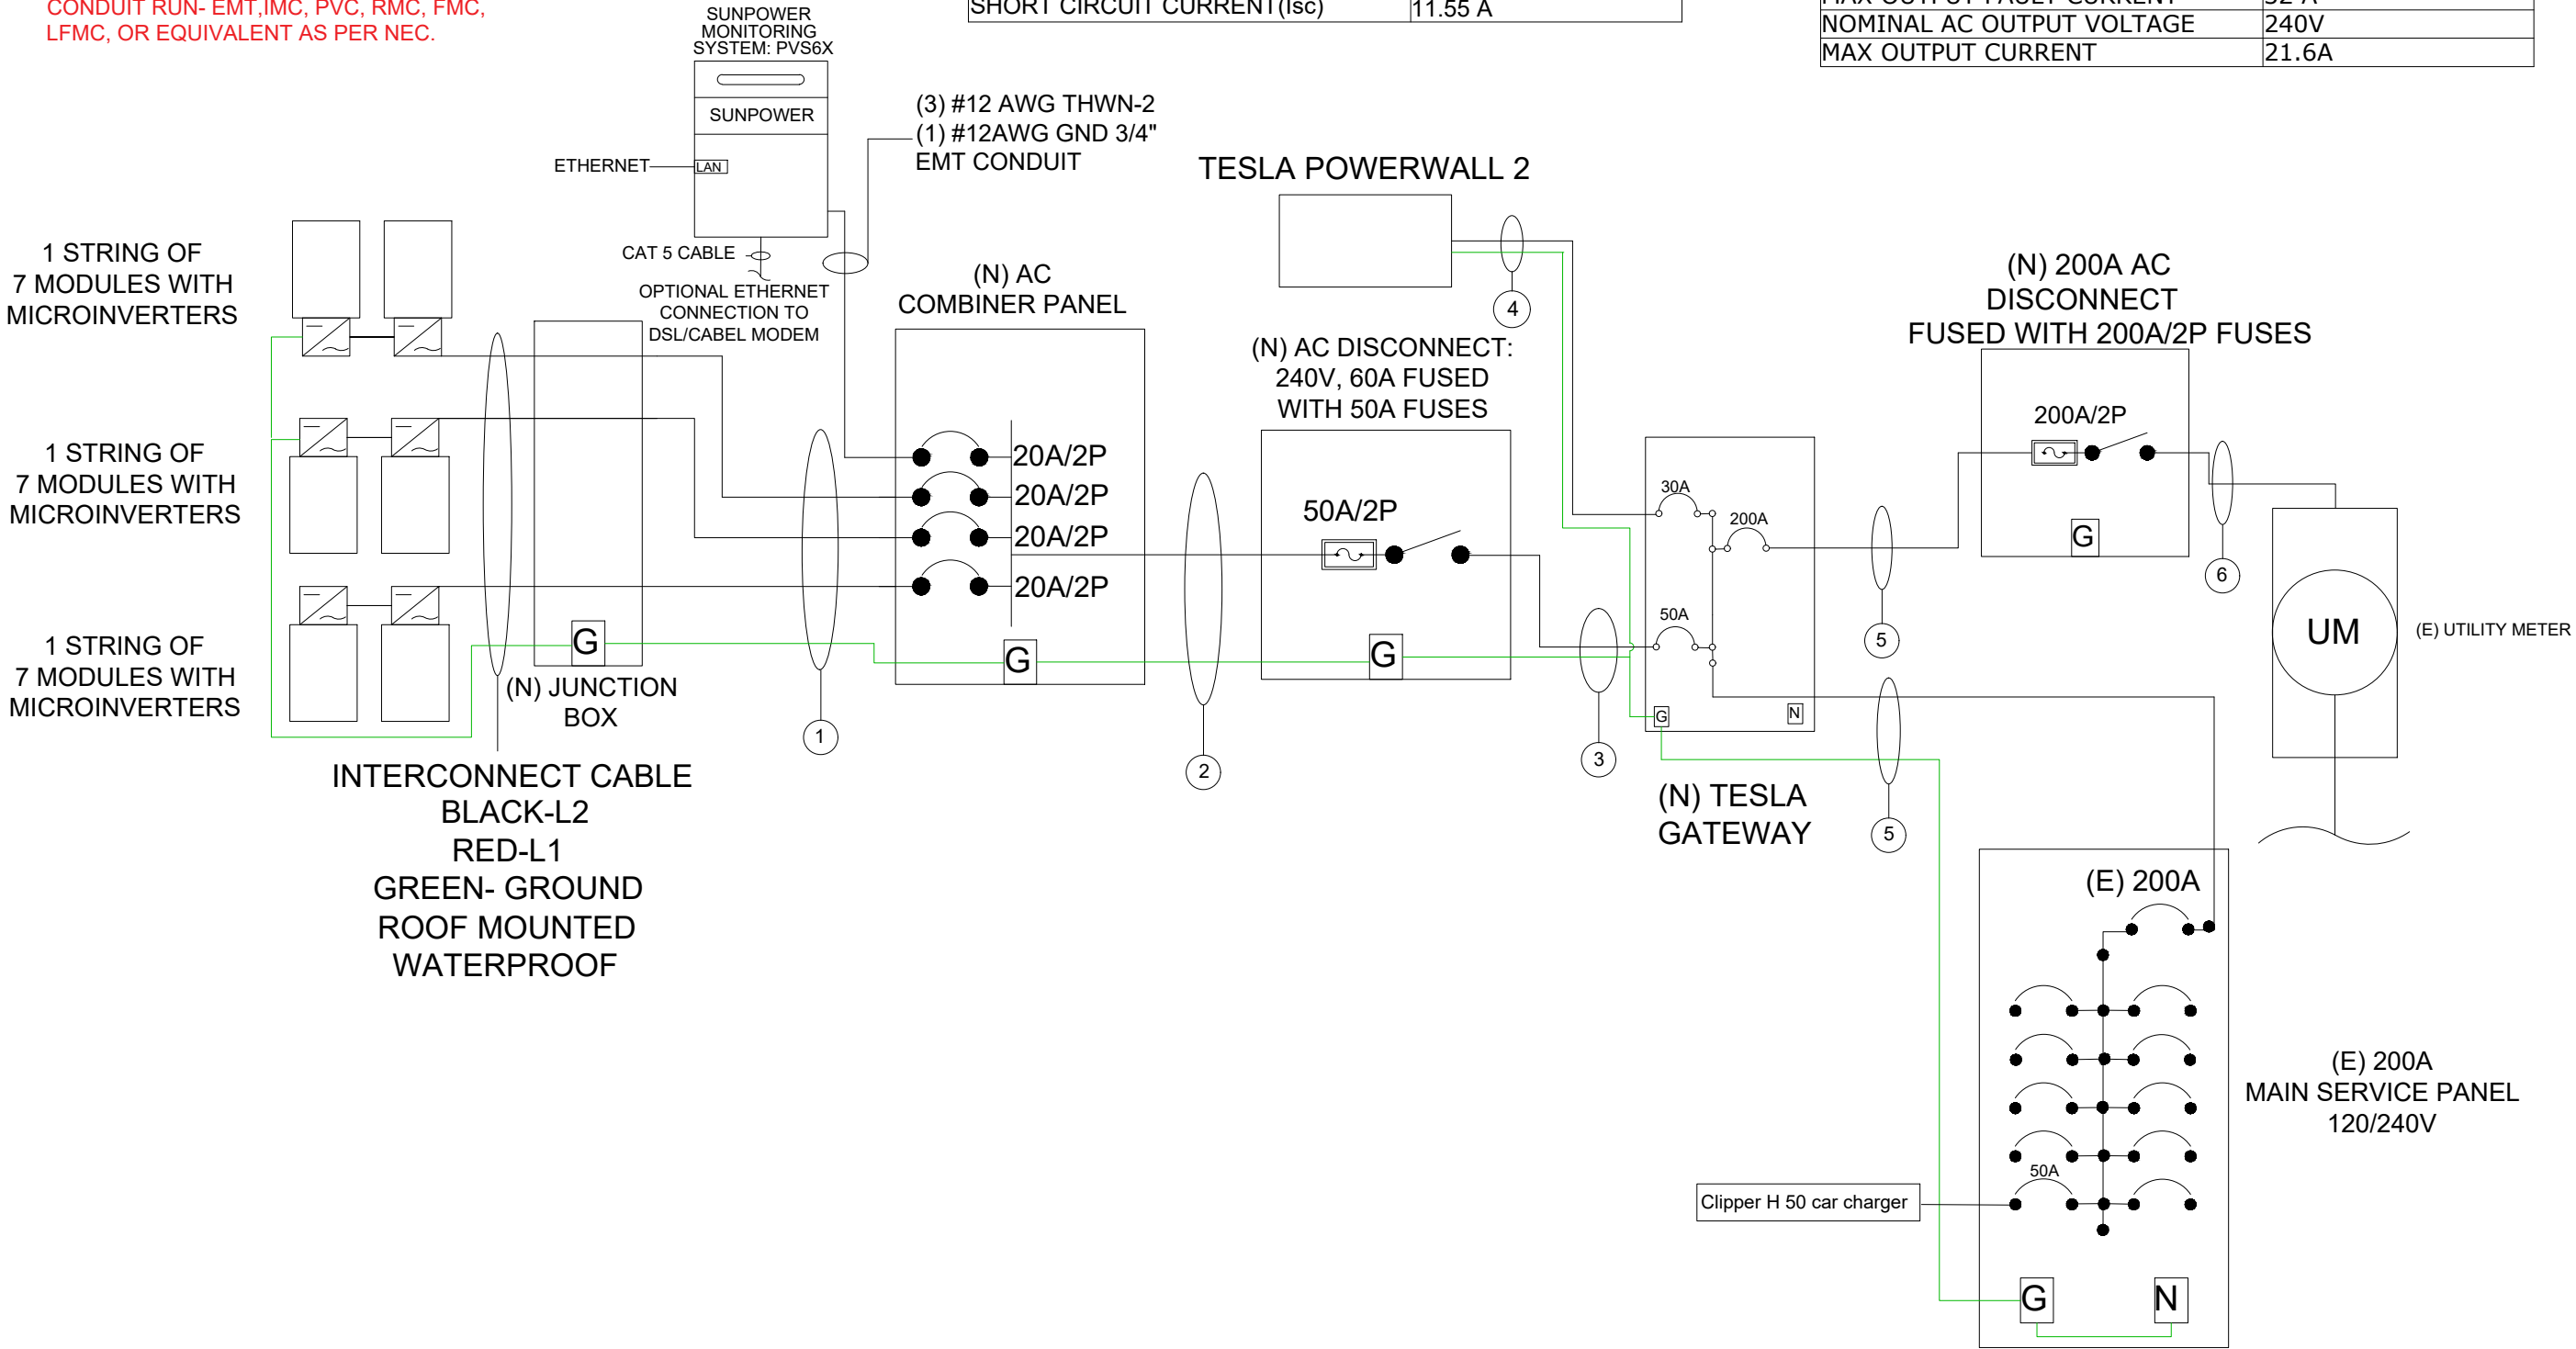 CONDUIT RUN- EMT,IMC, PVC, RMC, FMC,
LFMC, OR EQUIVALENT AS PER NEC.
SUNPOWER
MONITORING
SYSTEM: PVS6X
SHORT CIRCUIT CURRENT(Isc) 11.55 A
MAX OUTPUT FAULT CURRENT 32 A
NOMINAL AC OUTPUT VOLTAGE 240V
MAX OUTPUT CURRENT 21.6A
SUNPOWER
ETHERNET
LAN
CAT 5 CABLE
OPTIONAL ETHERNET
CONNECTION TO
DSL/CABEL MODEM
(3) #12 AWG THWN-2
(1) #12AWG GND 3/4"
EMT CONDUIT
TESLA POWERWALL 2
4
1 STRING OF
7 MODULES WITH
MICROINVERTERS
1 STRING OF
7 MODULES WITH
MICROINVERTERS
1 STRING OF
7 MODULES WITH
MICROINVERTERS
G
(N) JUNCTION
BOX
INTERCONNECT CABLE
BLACK-L2
RED-L1
GREEN- GROUND
ROOF MOUNTED
WATERPROOF
1
(N) AC
COMBINER PANEL
20A/2P
20A/2P
20A/2P
20A/2P
G
2
(N) AC DISCONNECT:
240V, 60A FUSED
WITH 50A FUSES
50A/2P
G
3
30A
200A
50A
G
N
(N) TESLA
GATEWAY
5
5
(N) 200A AC
DISCONNECT
FUSED WITH 200A/2P FUSES
200A/2P
G
6
UM
(E) UTILITY METER
(E) 200A
50A
Clipper H 50 car charger
G
N
(E) 200A
MAIN SERVICE PANEL
120/240V